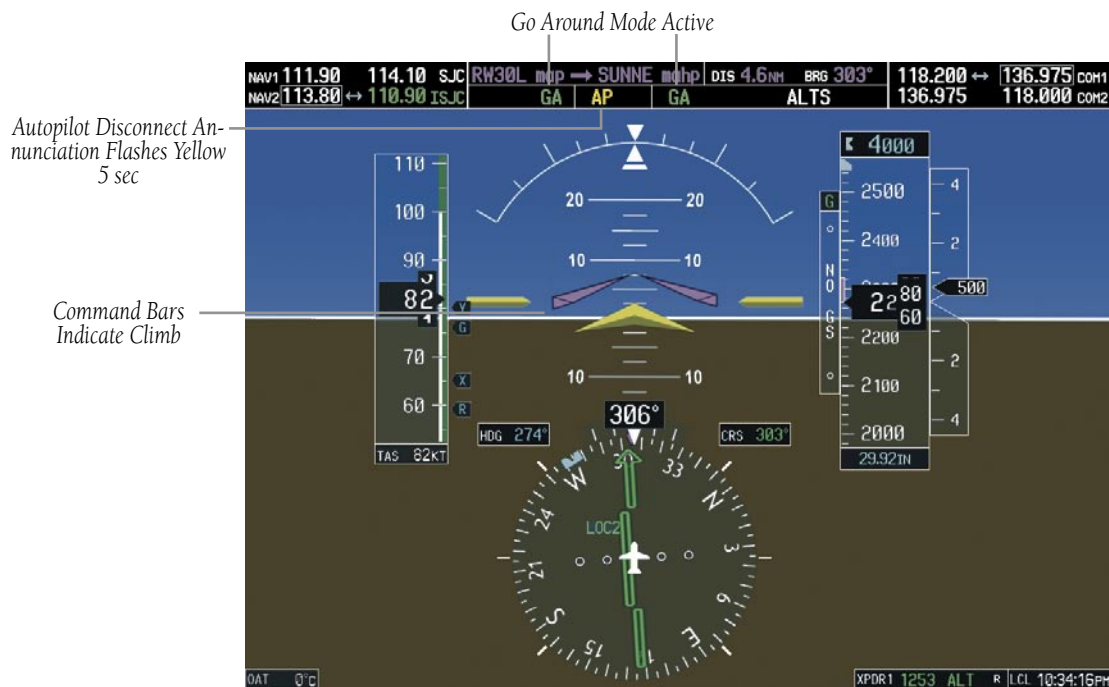 Go Around Mode Active
NAV1 111.90 114.10 SJC RW30L map → SUNNE mahp DIS 4.6NM BRG 303° 118.200 ↔ 136.975 COM1
NAV2 113.80 ↔ 110.90 ISJC GA AP GA ALTS 136.975 118.000 COM2
Autopilot Disconnect An-
nunciation Flashes Yellow
5 sec
4000
110
100
90
82
70
60
TAS 82KT
Y
G
X
R
20 20
10 10
10 10
G
NO GS
2500
2400
22 80
60
2200
2100
2000
29.92IN
4
2
500
2
4
Command Bars
Indicate Climb
306°
HDG 274°
CRS 303°
33
N
3
6
E
15
S
21
24
W
LOC2
OAT 0°C
XPDR1 1253 ALT R LCL 10:34:16PM